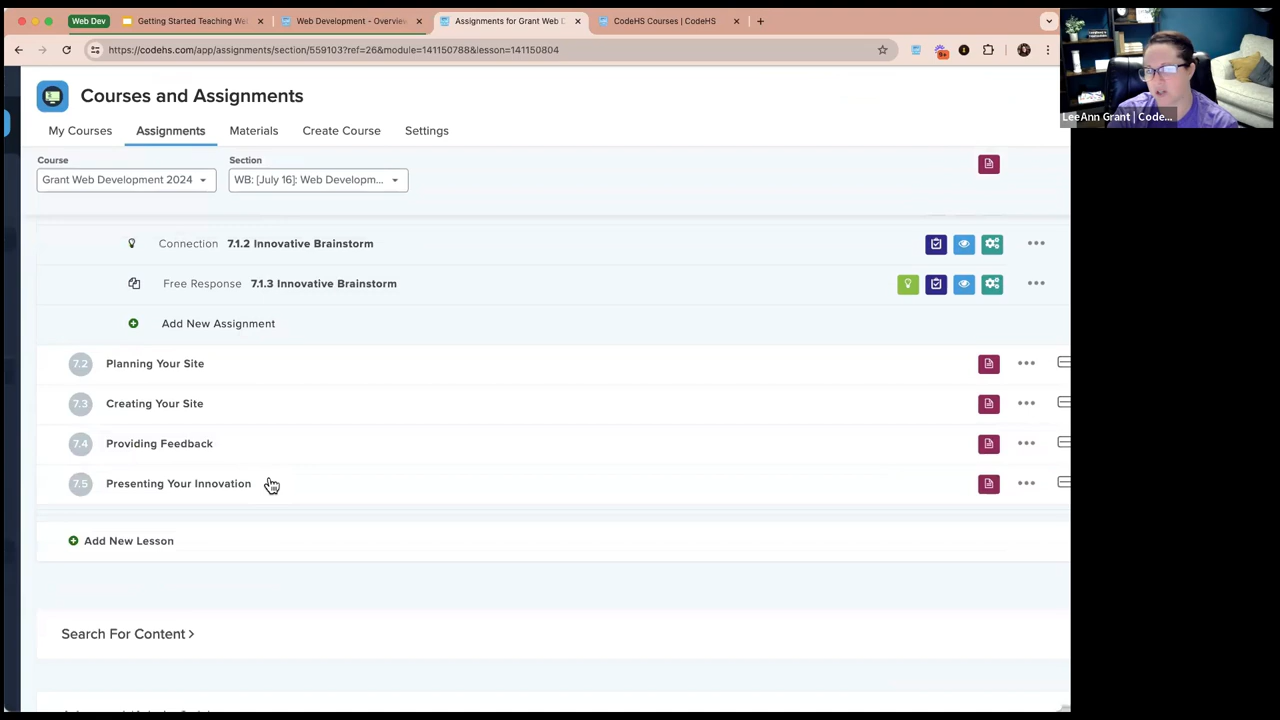 Web Dev
Getting Started Teaching We
Web Development - Overvie
Assignments for Grant Web D
CodeHS Courses | CodeHS
https://codehs.com/app/assignments/section/559103?ref=26&module=141150788&lesson=141150804
9+
Courses and Assignments
LeeAnn Grant | Code...
My Courses
Assignments
Materials
Create Course
Settings
Course
Section
Grant Web Development 2024
WB: [July 16]: Web Developm...
Connection 7.1.2 Innovative Brainstorm
Free Response 7.1.3 Innovative Brainstorm
Add New Assignment
7.2 Planning Your Site
7.3 Creating Your Site
7.4 Providing Feedback
7.5 Presenting Your Innovation
Add New Lesson
Search For Content >